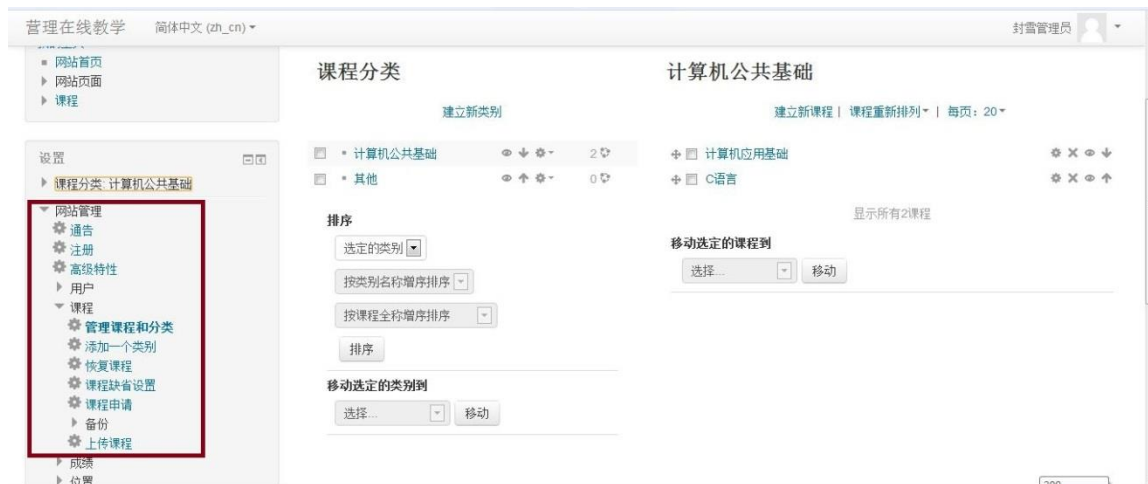 营理在线教学 简体中文 (zh_cn)
封雪管理员
网站首页
网站页面
课程
设置
课程分类: 计算机公共基础
网站管理
通告
注册
高级特性
用户
课程
管理课程和分类
添加一个类别
恢复课程
课程缺省设置
课程申请
备份
上传课程
成绩
位置
课程分类
建立新类别
计算机公共基础 2
其他 0
排序
选定的类别
按类别名称增序排序
按课程全称增序排序
排序
移动选定的类别到
选择... 移动
计算机公共基础
建立新课程 | 课程重新排列 | 每页: 20
计算机应用基础
C语言
显示所有2课程
移动选定的课程到
选择... 移动